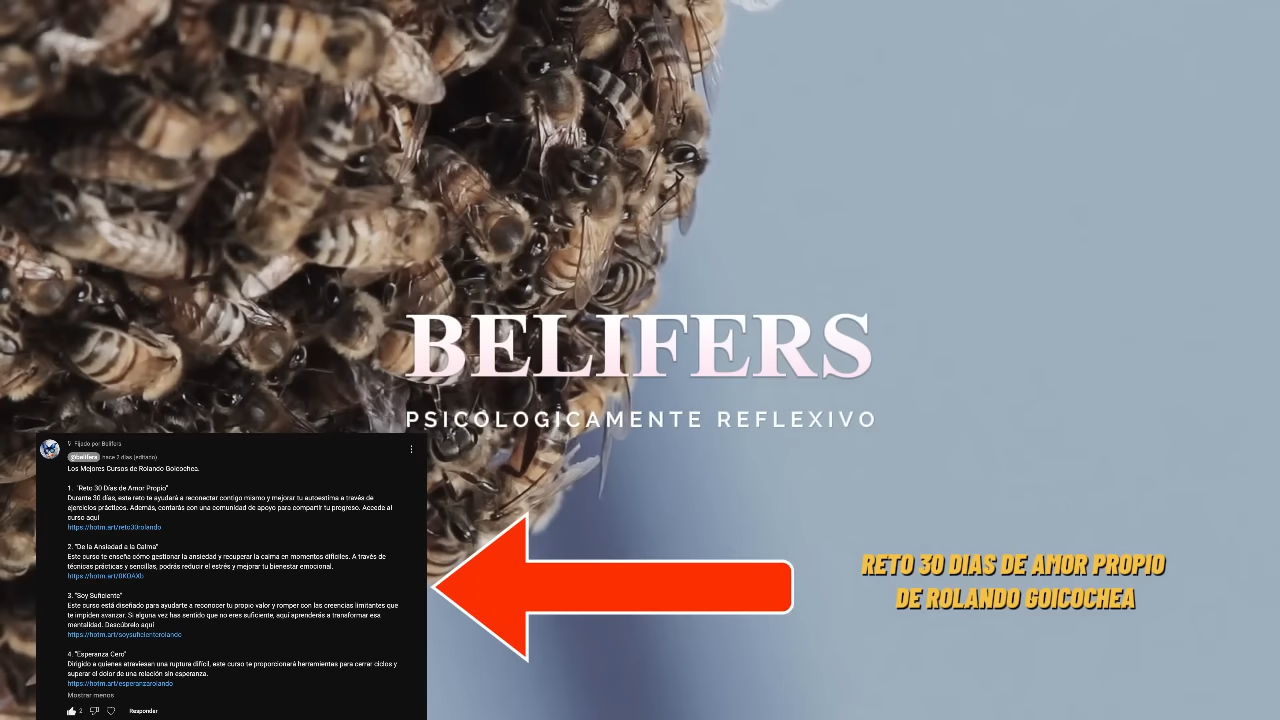 BELIFERS
PSICOLOGICAMENTE REFLEXIVO
Fijado por Belifers
@belifers hace 2 días (editado)
Los Mejores Cursos de Rolando Goicochea.
1. "Reto 30 Días de Amor Propio"
Durante 30 días, este reto te ayudará a reconectar contigo mismo y mejorar tu autoestima a través de
ejercicios prácticos. Además, contarás con una comunidad de apoyo para compartir tu progreso. Accede al
curso aquí
https://hotm.art/reto30rolando
2. "De la Ansiedad a la Calma"
Este curso te enseña cómo gestionar la ansiedad y recuperar la calma en momentos difíciles. A través de
técnicas prácticas y sencillas, podrás reducir el estrés y mejorar tu bienestar emocional.
https://hotm.art/0KOAXb
3. "Soy Suficiente"
Este curso está diseñado para ayudarte a reconocer tu propio valor y romper con las creencias limitantes que
te impiden avanzar. Si alguna vez has sentido que no eres suficiente, aquí aprenderás a transformar esa
mentalidad. Descúbrelo aquí
https://hotm.art/soysuficienterolando
4. "Esperanza Cero"
Dirigido a quienes atraviesan una ruptura difícil, este curso te proporcionará herramientas para cerrar ciclos y
superar el dolor de una relación sin esperanza.
https://hotm.art/esperanzarolando
Mostrar menos
2 Responder
RETO 30 DIAS DE AMOR PROPIO
DE ROLANDO GOICOCHEA